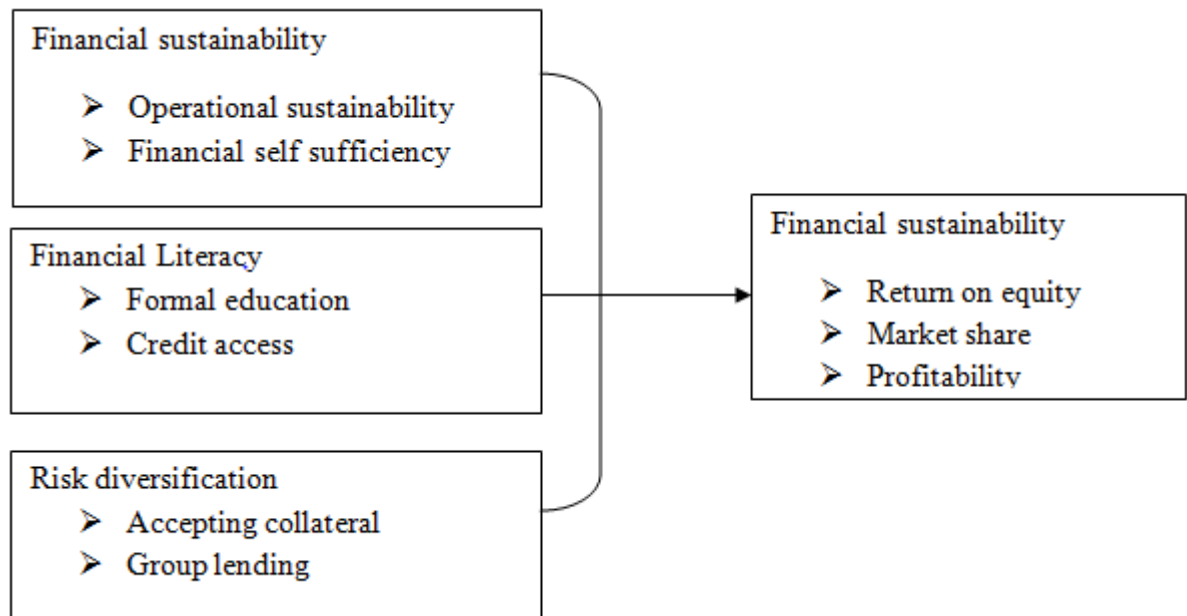 Financial sustainability
➢ Operational sustainability
➢ Financial self sufficiency
Financial Literacy
➢ Formal education
➢ Credit access
Risk diversification
➢ Accepting collateral
➢ Group lending
Financial sustainability
➢ Return on equity
➢ Market share
➢ Profitability